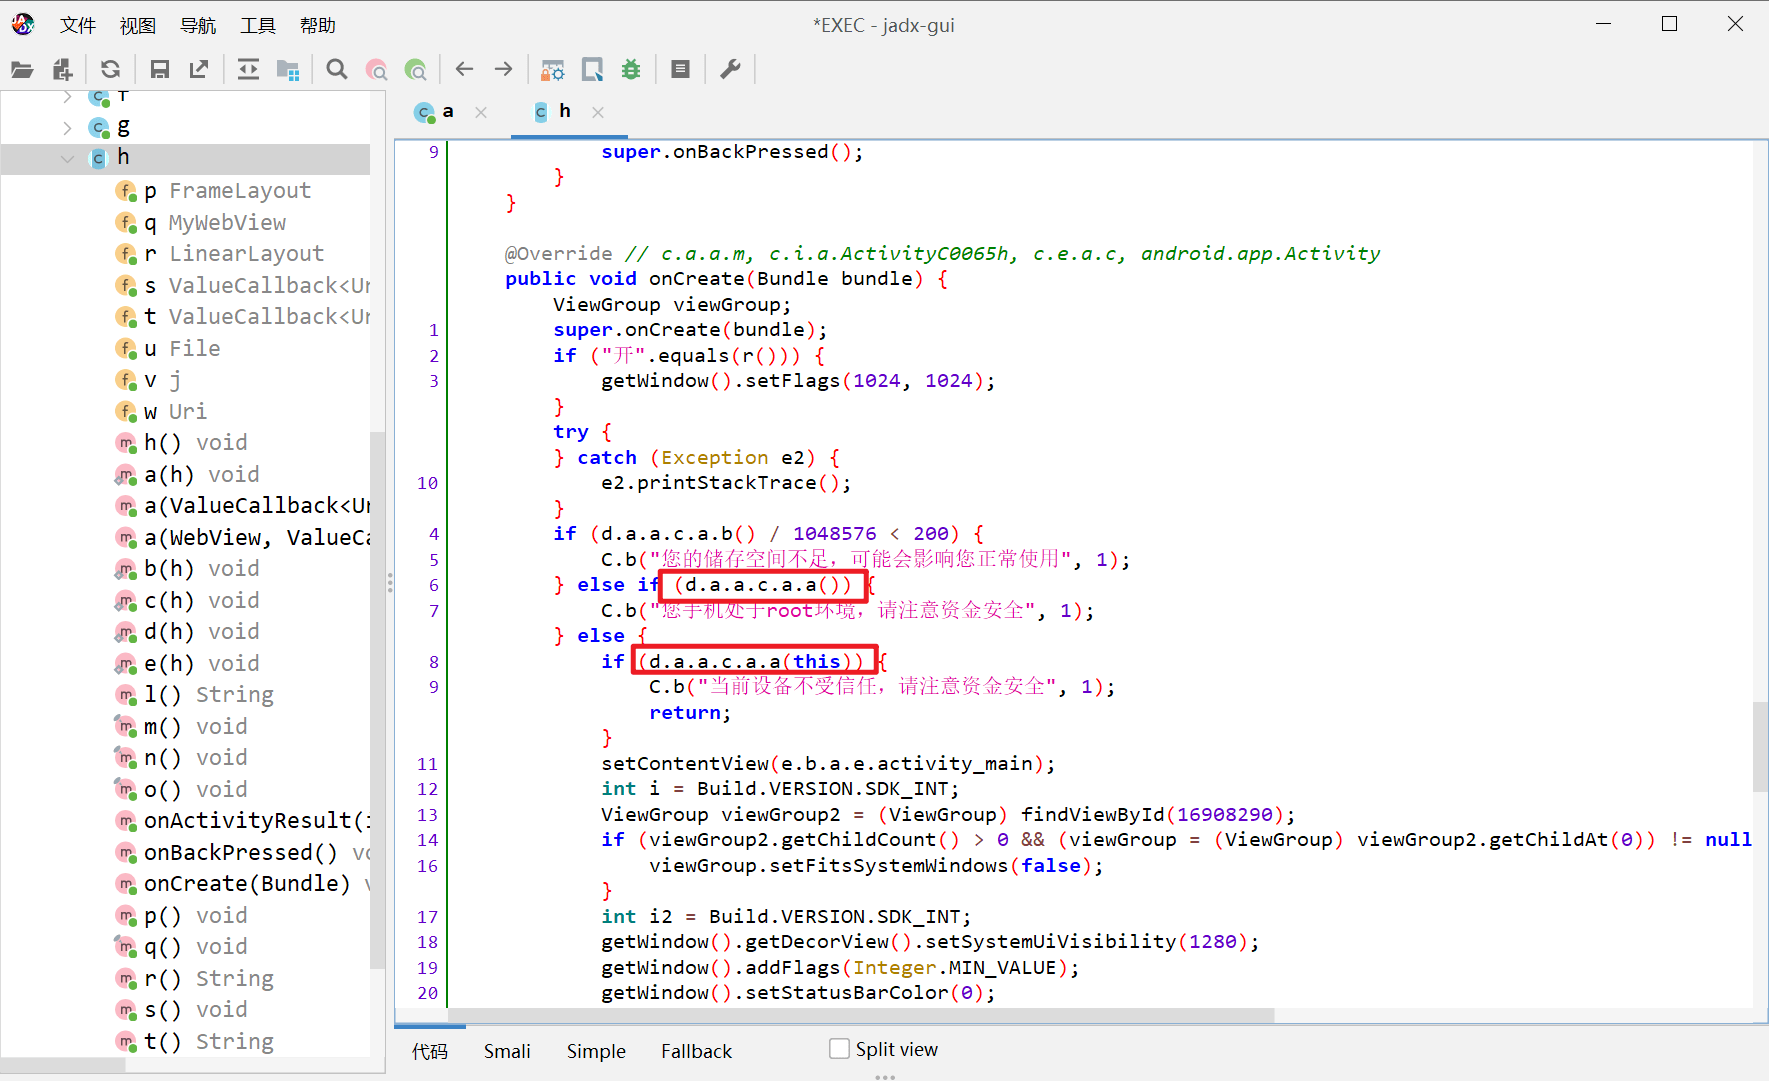 文件 视图 导航 工具 帮助
*EXEC - jadx-gui
f
g
h
p FrameLayout
q MyWebView
r LinearLayout
s ValueCallback<Ur
t ValueCallback<Ur
u File
v j
w Uri
h() void
a(h) void
a(ValueCallback<Ur
a(WebView, ValueCa
b(h) void
c(h) void
d(h) void
e(h) void
l() String
m() void
n() void
o() void
onActivityResult(i
onBackPressed() vo
onCreate(Bundle) v
p() void
q() void
r() String
s() void
t() String
a
h
9 super.onBackPressed();
}
}
@Override // c.a.a.m, c.i.a.ActivityC0065h, c.e.a.c, android.app.Activity
public void onCreate(Bundle bundle) {
ViewGroup viewGroup;
1 super.onCreate(bundle);
2 if ("开".equals(r())) {
3 getWindow().setFlags(1024, 1024);
}
try {
} catch (Exception e2) {
10 e2.printStackTrace();
}
4 if (d.a.a.c.a.b() / 1048576 < 200) {
5 C.b("您的储存空间不足，可能会影响您正常使用", 1);
6 } else if (d.a.a.c.a.a()) {
7 C.b("您手机处于root环境，请注意资金安全", 1);
} else {
8 if (d.a.a.c.a.a(this)) {
9 C.b("当前设备不受信任，请注意资金安全", 1);
return;
}
11 setContentView(e.b.a.e.activity_main);
12 int i = Build.VERSION.SDK_INT;
13 ViewGroup viewGroup2 = (ViewGroup) findViewById(16908290);
14 if (viewGroup2.getChildCount() > 0 && (viewGroup = (ViewGroup) viewGroup2.getChildAt(0)) != null
16 viewGroup.setFitsSystemWindows(false);
}
17 int i2 = Build.VERSION.SDK_INT;
18 getWindow().getDecorView().setSystemUiVisibility(1280);
19 getWindow().addFlags(Integer.MIN_VALUE);
20 getWindow().setStatusBarColor(0);
代码 Smali Simple Fallback Split view